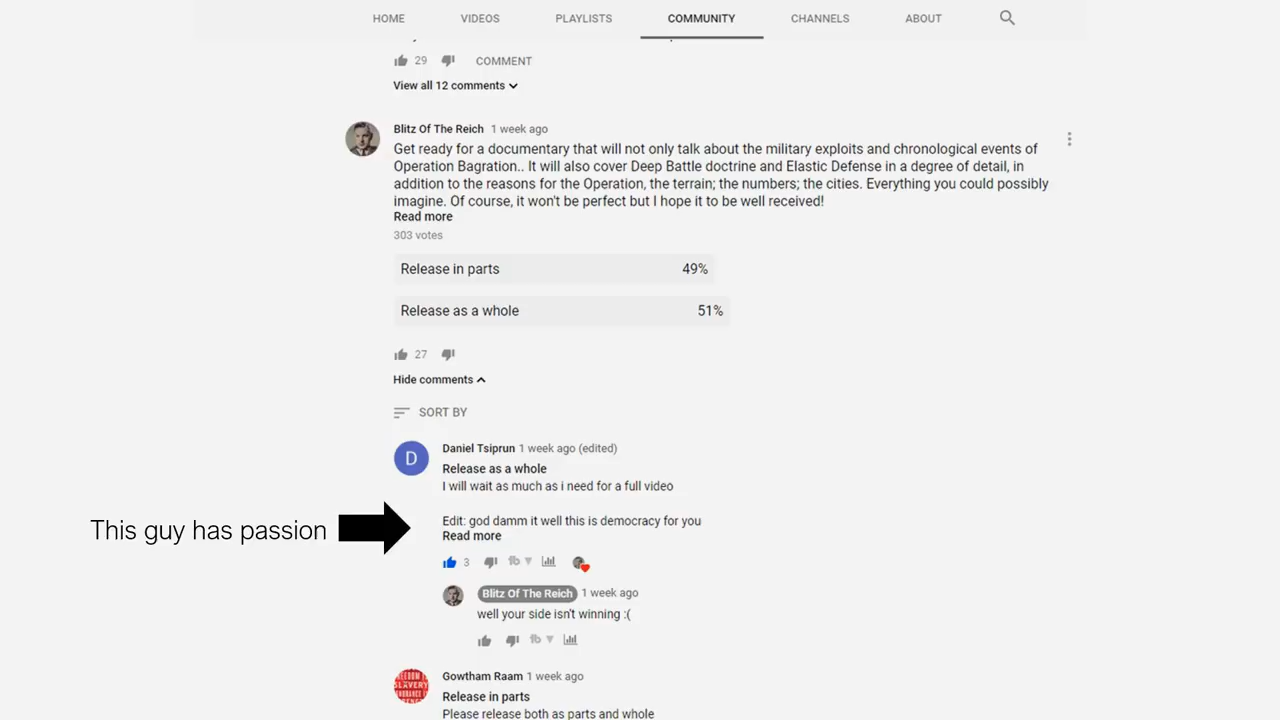 HOME VIDEOS PLAYLISTS COMMUNITY CHANNELS ABOUT
29 COMMENT
View all 12 comments
Blitz Of The Reich 1 week ago
Get ready for a documentary that will not only talk about the military exploits and chronological events of
Operation Bagration.. It will also cover Deep Battle doctrine and Elastic Defense in a degree of detail, in
addition to the reasons for the Operation, the terrain; the numbers; the cities. Everything you could possibly
imagine. Of course, it won't be perfect but I hope it to be well received!
Read more
303 votes
Release in parts 49%
Release as a whole 51%
27
Hide comments
SORT BY
D
Daniel Tsiprun 1 week ago (edited)
Release as a whole
I will wait as much as i need for a full video
This guy has passion
Edit: god damm it well this is democracy for you
Read more
3
Blitz Of The Reich 1 week ago
well your side isn't winning :(
Gowtham Raam 1 week ago
Release in parts
Please release both as parts and whole